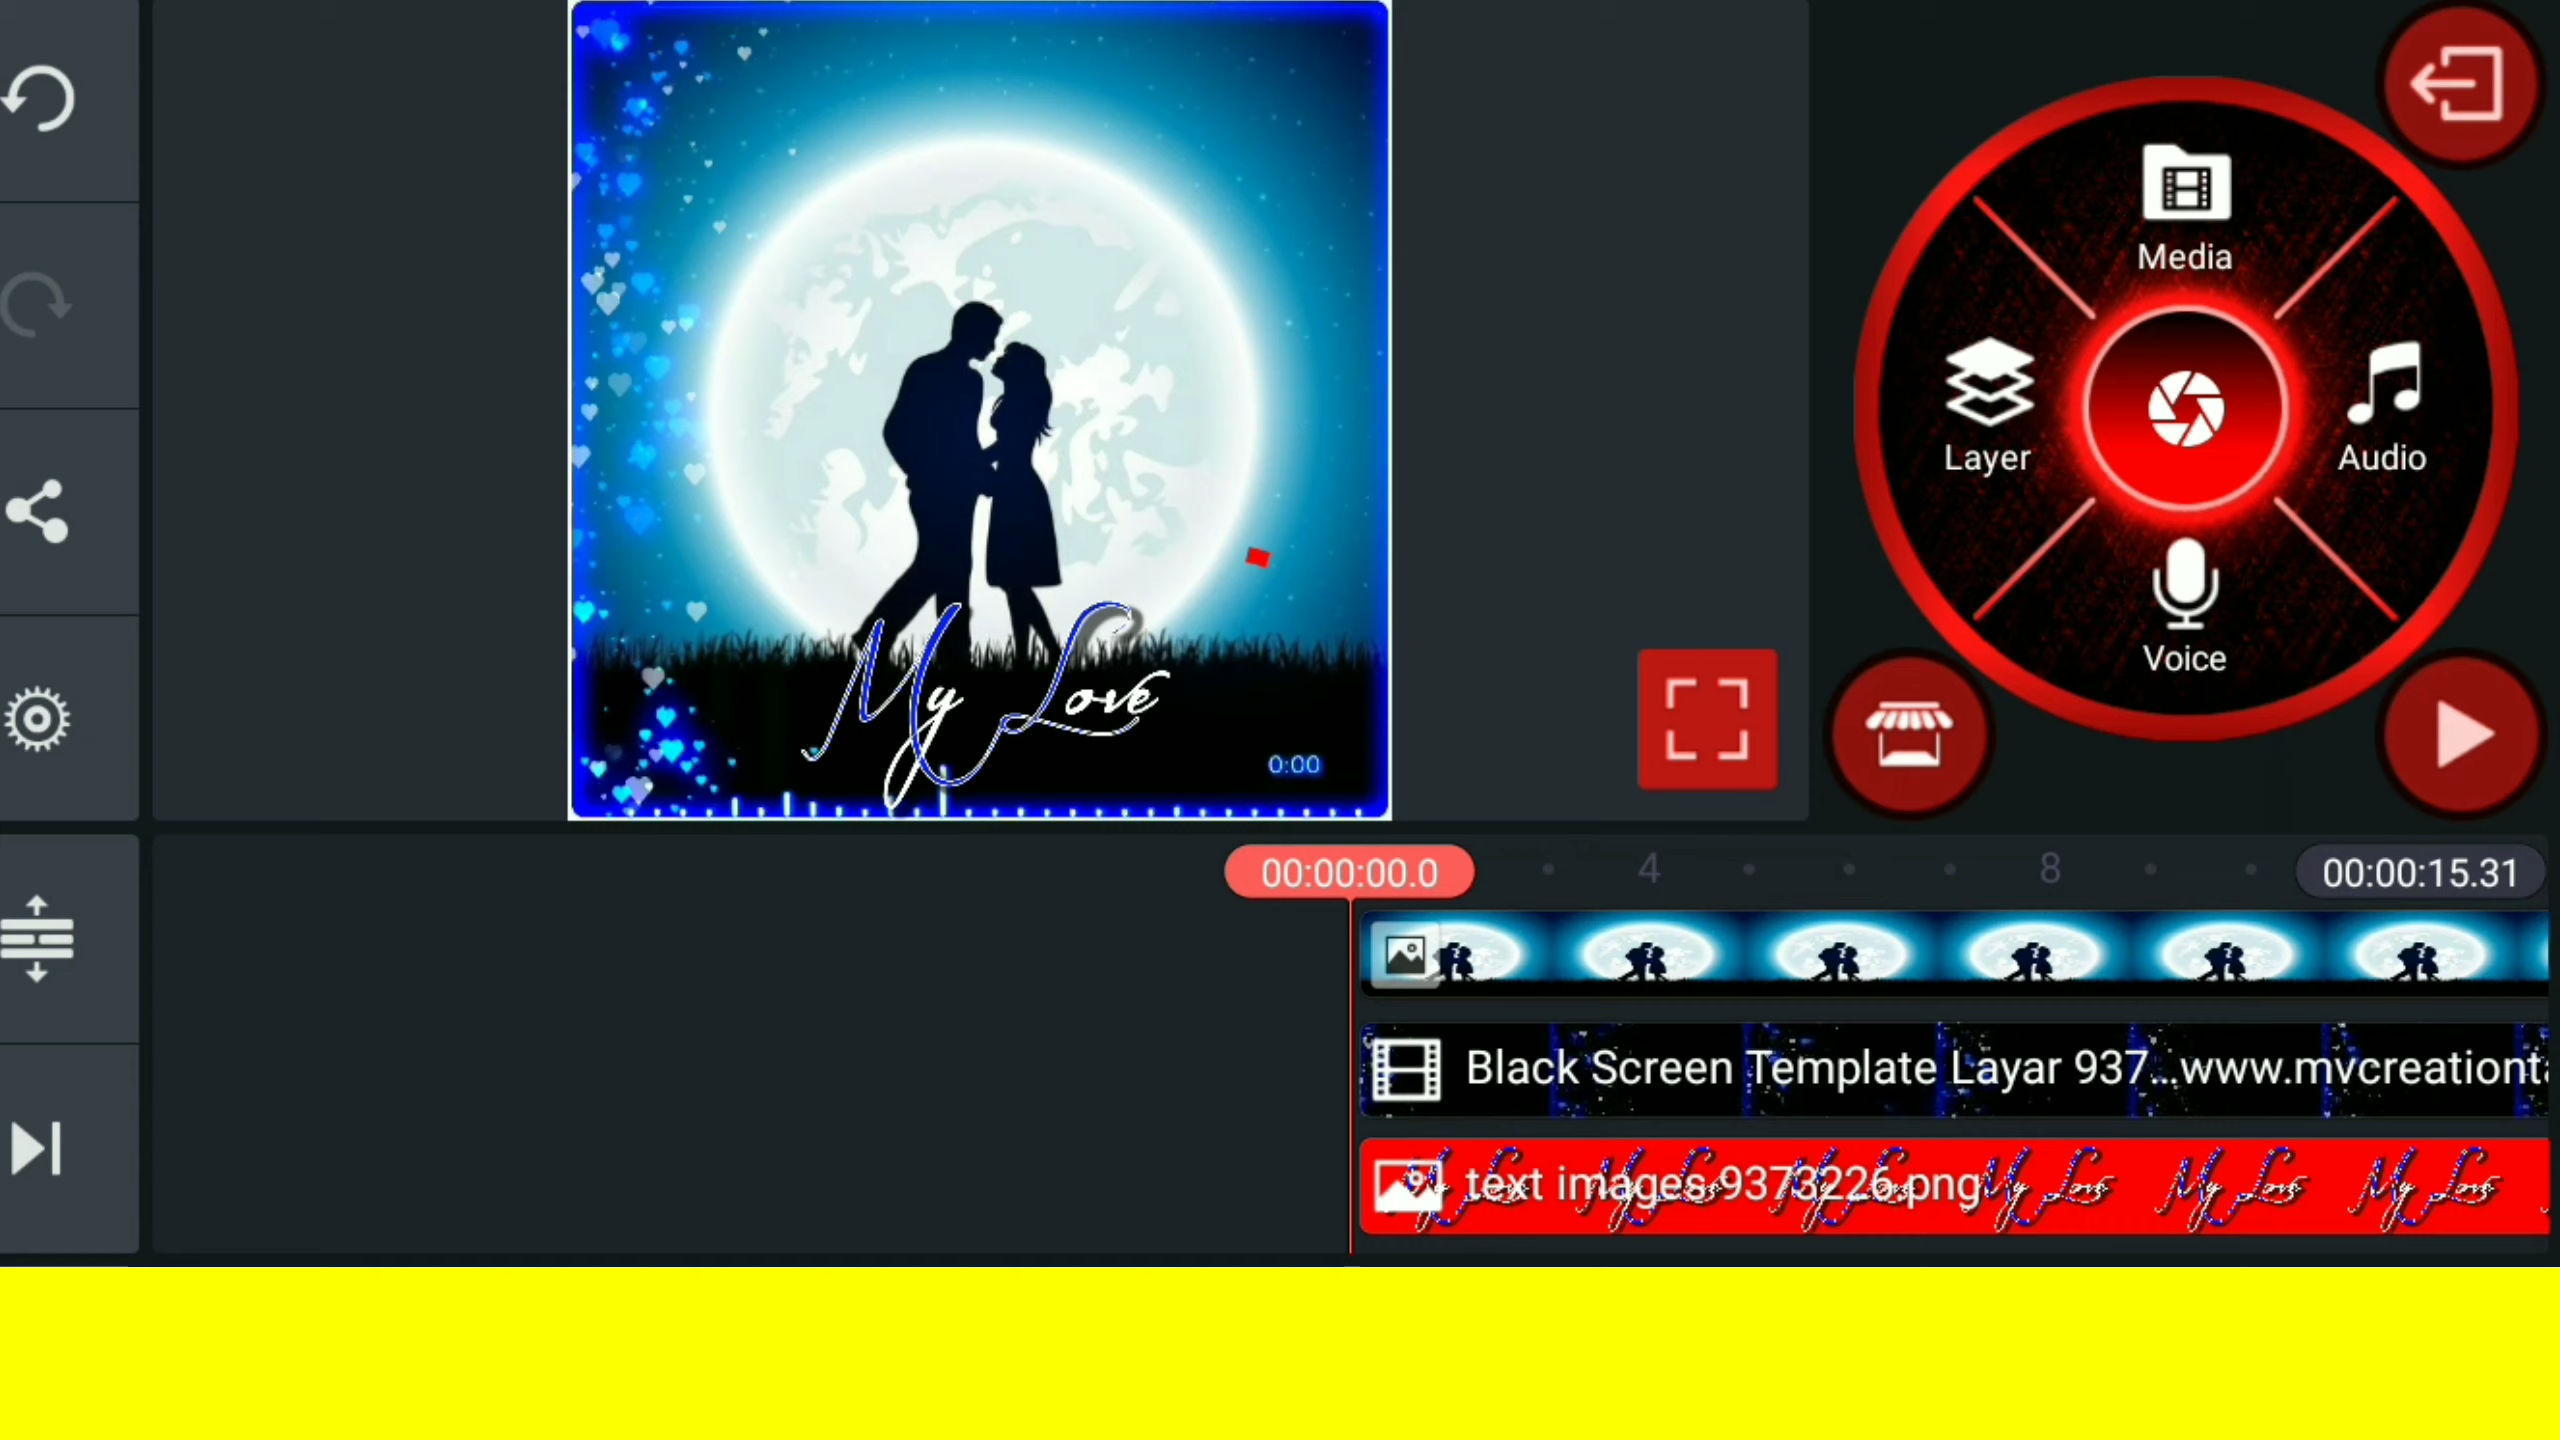 Media
Layer
Audio
Voice
My Love
0:00
00:00:00.0
4
8
00:00:15.31
Black Screen Template Layar 937...www.mvcreationt
text images 9373226.png